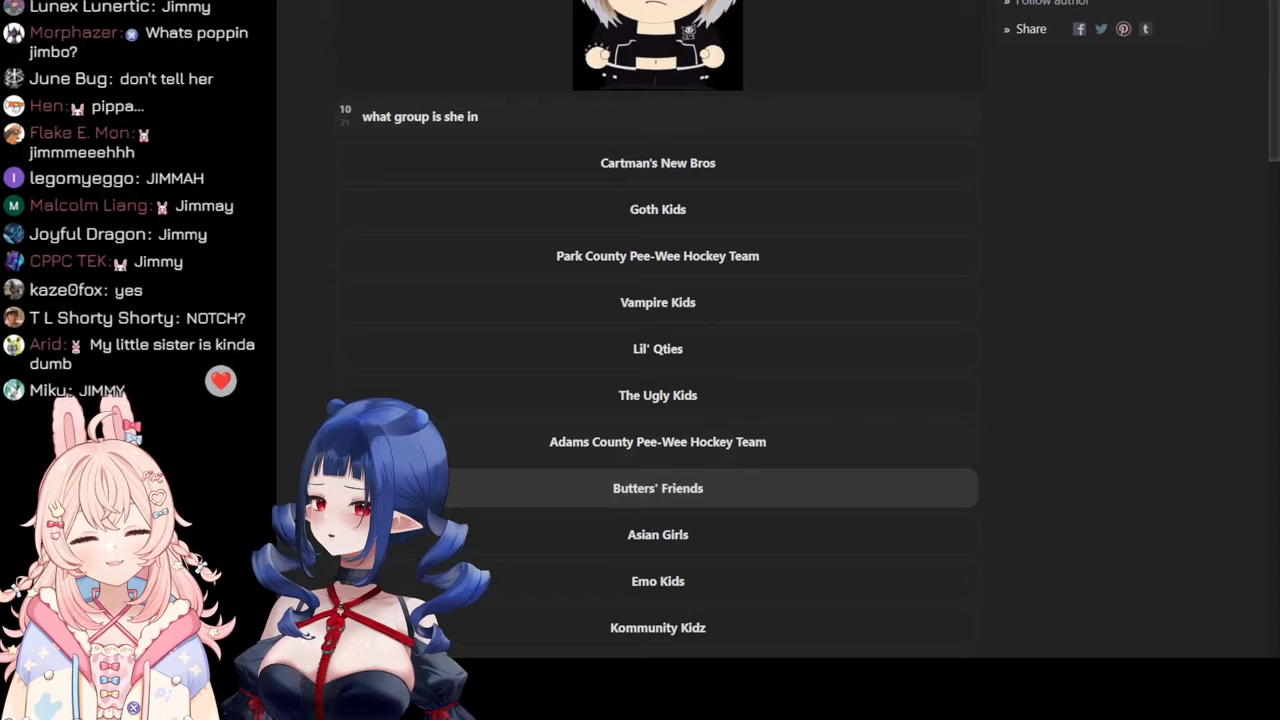 Lunex Lunertic: Jimmy
Morphazer: Whats poppin
jimbo?
June Bug: don't tell her
Hen: pippa...
Flake E. Mon:
jimmmeeehhh
legomyeggo: JIMMAH
Malcolm Liang: Jimmay
Joyful Dragon: Jimmy
CPPC TEK: Jimmy
kaze0fox: yes
T L Shorty Shorty: NOTCH?
Arid: My little sister is kinda
dumb
Miku: JIMMY
10
21
what group is she in
Cartman's New Bros
Goth Kids
Park County Pee-Wee Hockey Team
Vampire Kids
Lil' Qties
The Ugly Kids
Adams County Pee-Wee Hockey Team
Butters' Friends
Asian Girls
Emo Kids
Kommunity Kidz
» Follow author
» Share